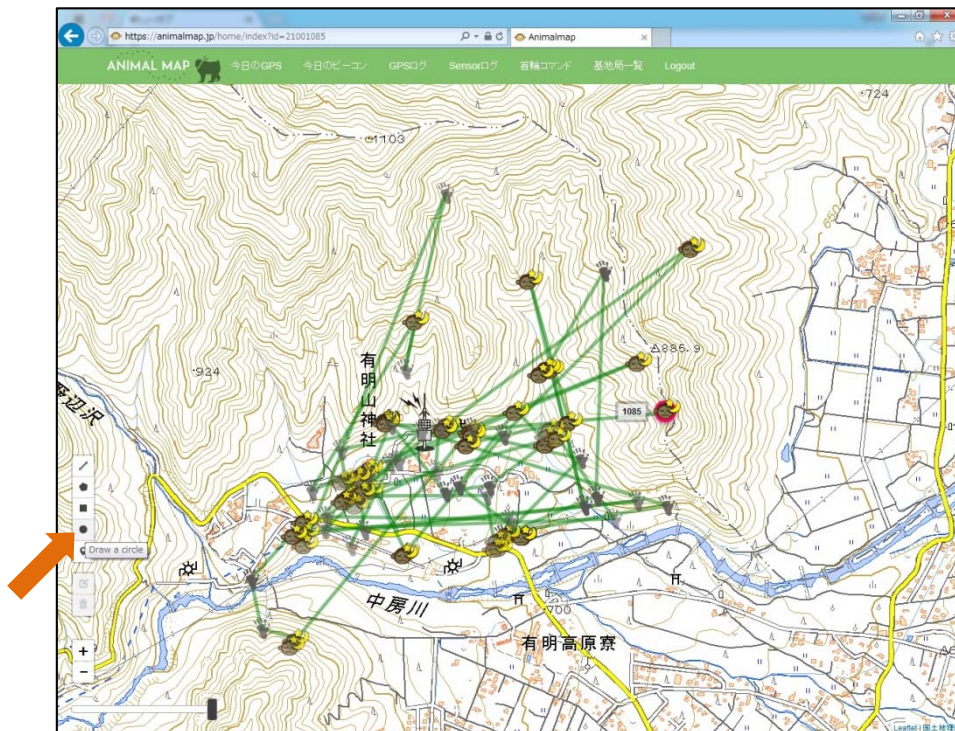 https://animalmap.jp/home/index?id=21001085
Animalmap
ANIMAL MAP
今日のGPS
今日のビーコン
GPSログ
Sensorログ
首輪コマンド
基地局一覧
Logout
724
1103
850
885.9
934
有明山神社
1085
Draw a circle
中房川
700
有明高原寮
+
−
Leaflet | 国土地理